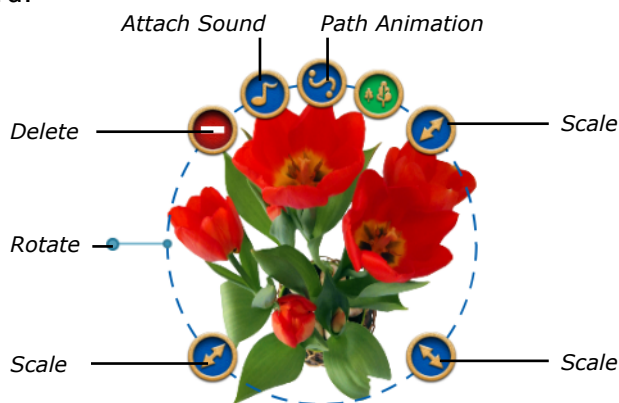 Attach Sound Path Animation
Delete
Scale
Rotate
Scale
Scale